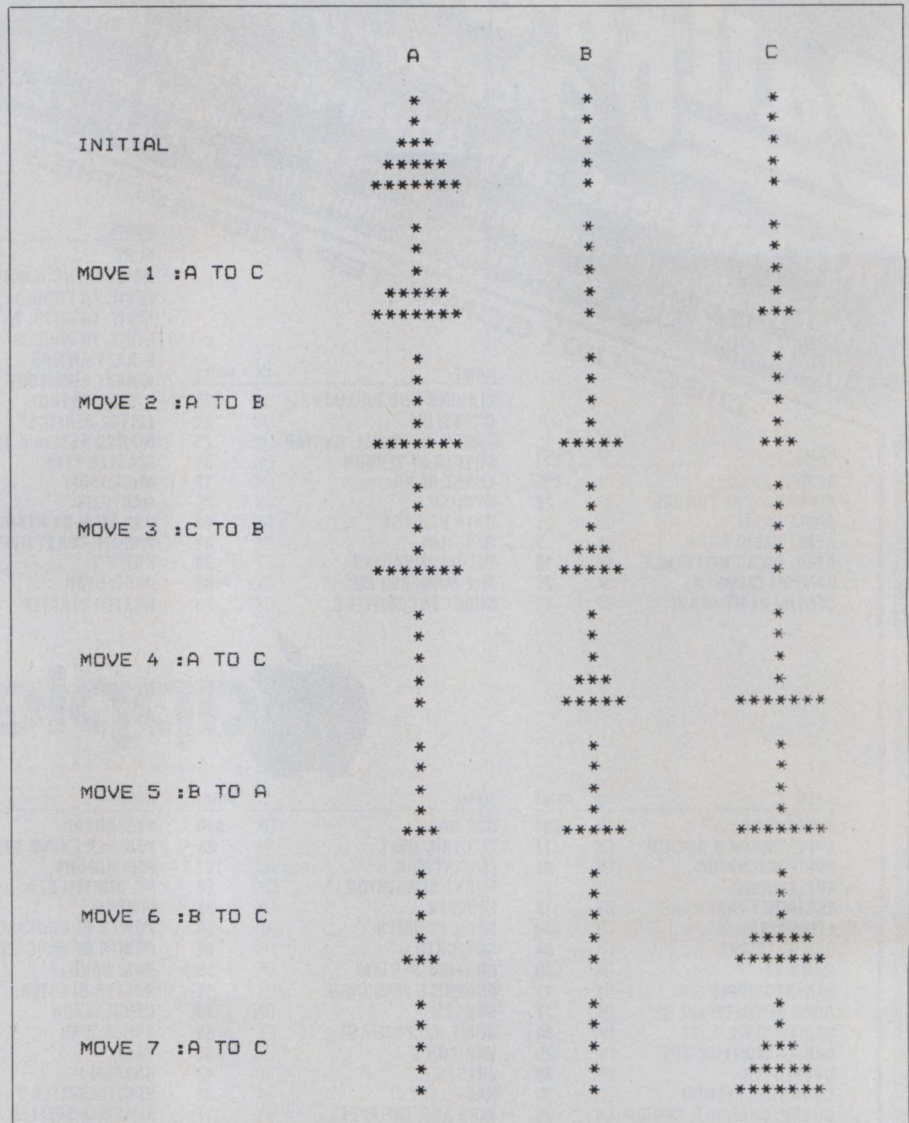 A B C
* * *
* * *
INITIAL *** * *
***** * *
******* * *
* * *
* * *
MOVE 1 :A TO C * * *
***** * *
******* * ***
* * *
* * *
MOVE 2 :A TO B * * *
* * *
******* ***** ***
* * *
* * *
MOVE 3 :C TO B * * *
* *** *
******* ***** *
* * *
* * *
MOVE 4 :A TO C * * *
* *** *
* ***** *******
* * *
* * *
MOVE 5 :B TO A * * *
* * *
*** ***** *******
* * *
* * *
MOVE 6 :B TO C * * *
* * *****
*** * *******
* * *
* * *
MOVE 7 :A TO C * * ***
* * *****
* * *******